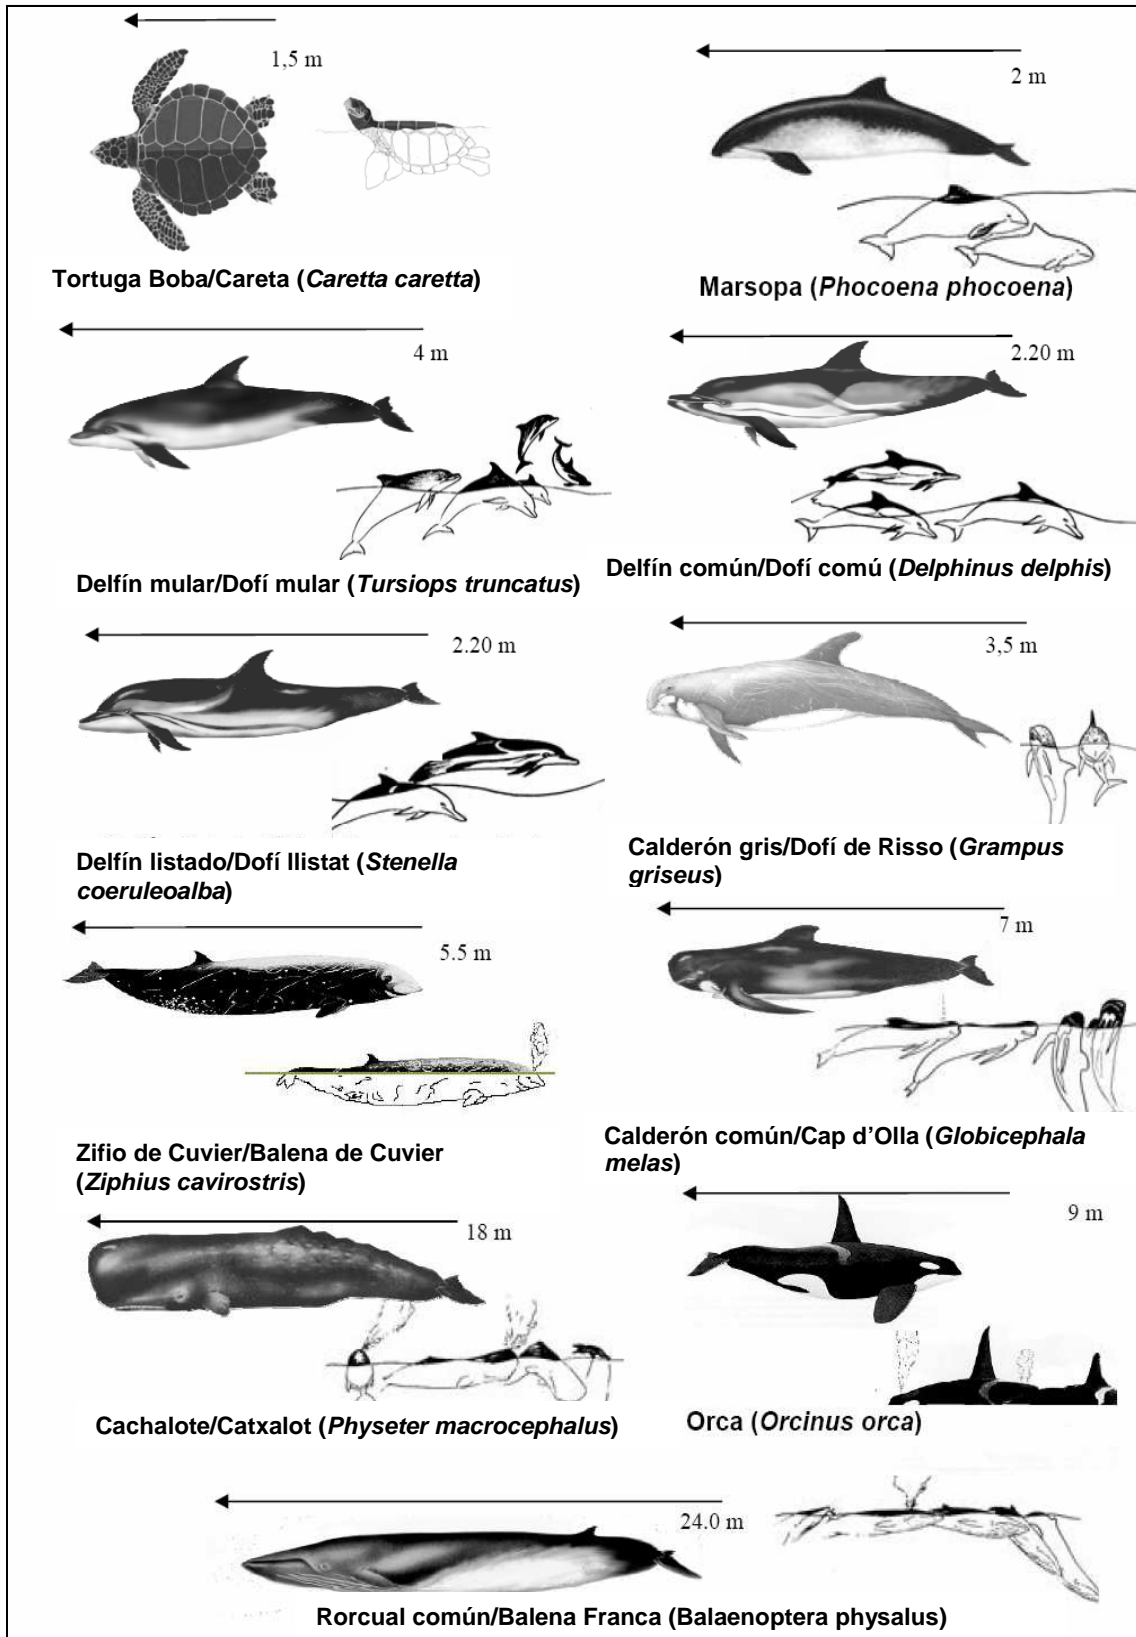 1,5 m
2 m
Tortuga Boba/Careta (Caretta caretta)
Marsopa (Phocoena phocoena)
4 m
2.20 m
Delfín mular/Dofí mular (Tursiops truncatus)
Delfín común/Dofí comú (Delphinus delphis)
2.20 m
3,5 m
Delfín listado/Dofí llistat (Stenella
coeruleoalba)
Calderón gris/Dofí de Risso (Grampus
griseus)
5.5 m
7 m
Zifio de Cuvier/Balena de Cuvier
(Ziphius cavirostris)
Calderón común/Cap d’Olla (Globicephala
melas)
18 m
9 m
Cachalote/Catxalot (Physeter macrocephalus)
Orca (Orcinus orca)
24.0 m
Rorcual común/Balena Franca (Balaenoptera physalus)